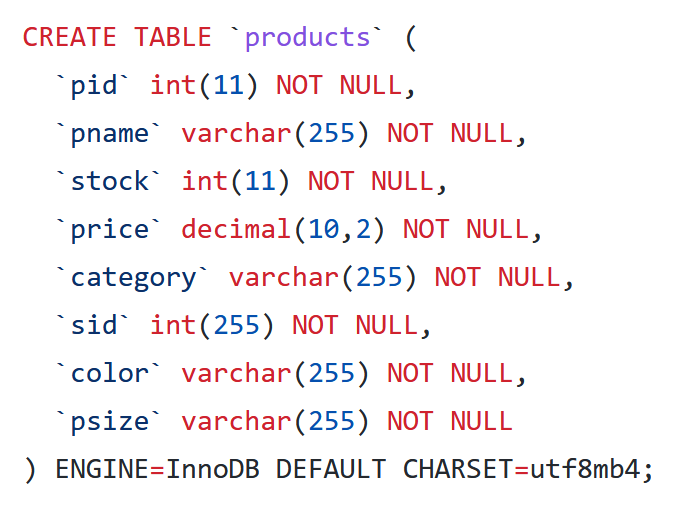 CREATE TABLE `products` (
  `pid` int(11) NOT NULL,
  `pname` varchar(255) NOT NULL,
  `stock` int(11) NOT NULL,
  `price` decimal(10,2) NOT NULL,
  `category` varchar(255) NOT NULL,
  `sid` int(255) NOT NULL,
  `color` varchar(255) NOT NULL,
  `psize` varchar(255) NOT NULL
) ENGINE=InnoDB DEFAULT CHARSET=utf8mb4;